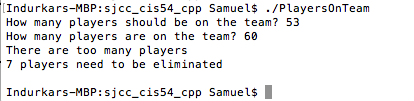 Indurkars-MBP:sjcc_cis54_cpp Samuel$ ./PlayersOnTeam
How many players should be on the team? 53
How many players are on the team? 60
There are too many players
7 players need to be eliminated
Indurkars-MBP:sjcc_cis54_cpp Samuel$